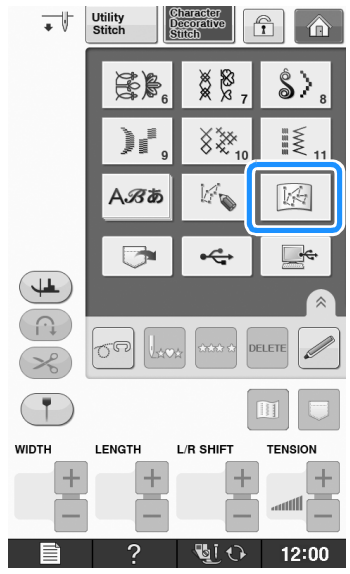 Utility
Stitch
Character
Decorative
Stitch
6
7
8
9
10
11
Aあ
DELETE
WIDTH
LENGTH
L/R SHIFT
TENSION
?
12:00